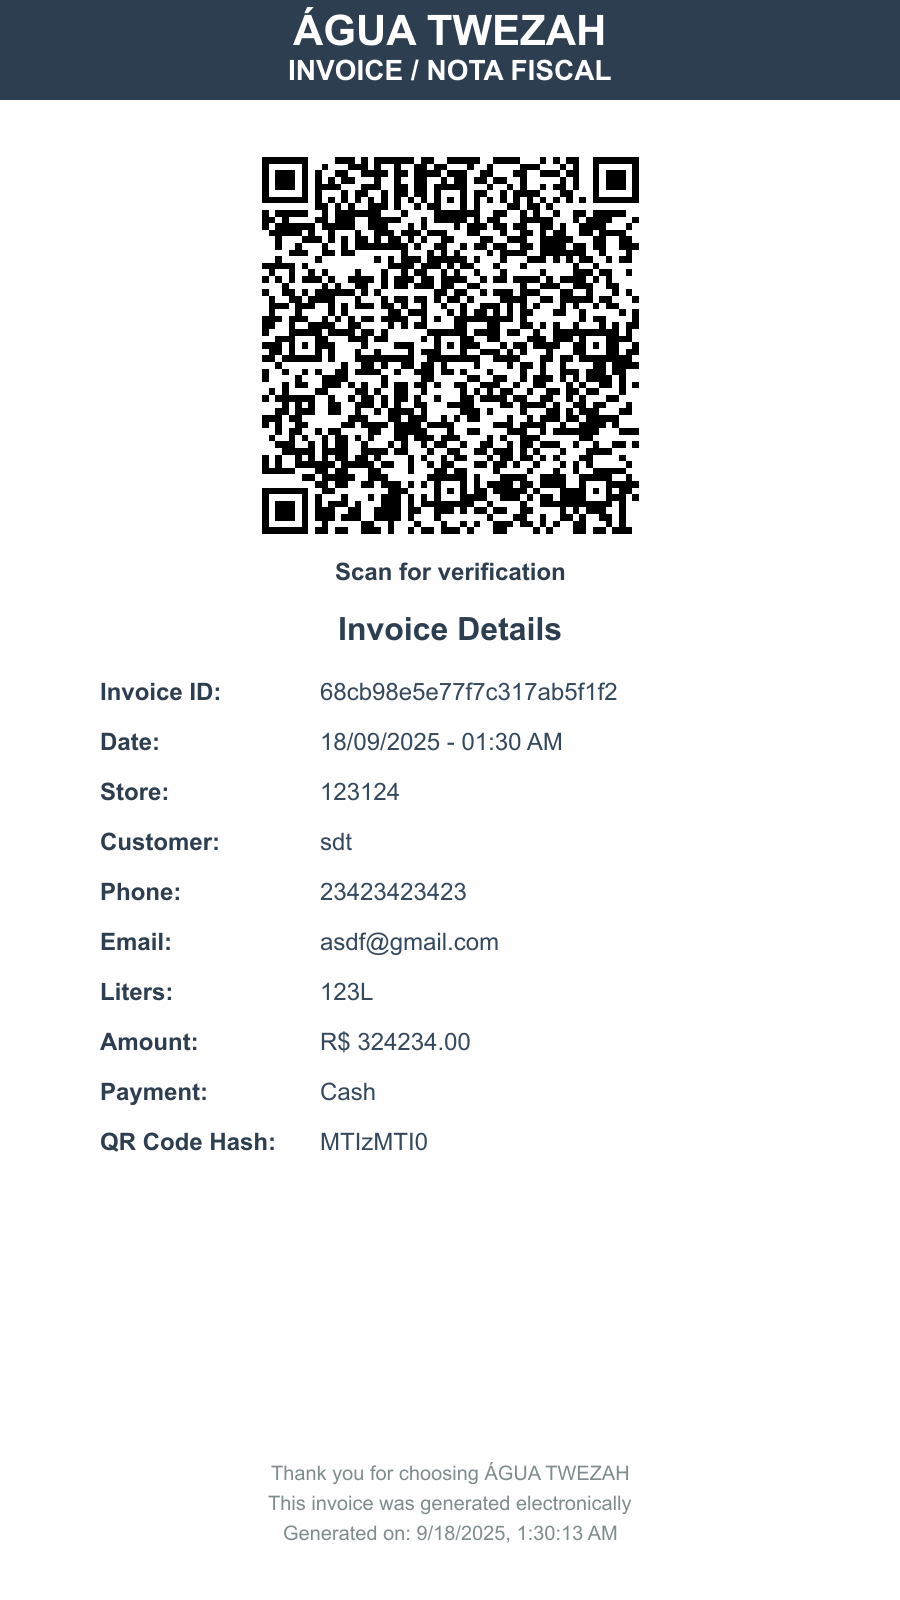 ÁGUA TWEZAH
INVOICE / NOTA FISCAL
Scan for verification
Invoice Details
Invoice ID: 68cb98e5e77f7c317ab5f1f2
Date: 18/09/2025 - 01:30 AM
Store: 123124
Customer: sdt
Phone: 23423423423
Email: asdf@gmail.com
Liters: 123L
Amount: R$ 324234.00
Payment: Cash
QR Code Hash: MTIzMTI0
Thank you for choosing ÁGUA TWEZAH
This invoice was generated electronically
Generated on: 9/18/2025, 1:30:13 AM